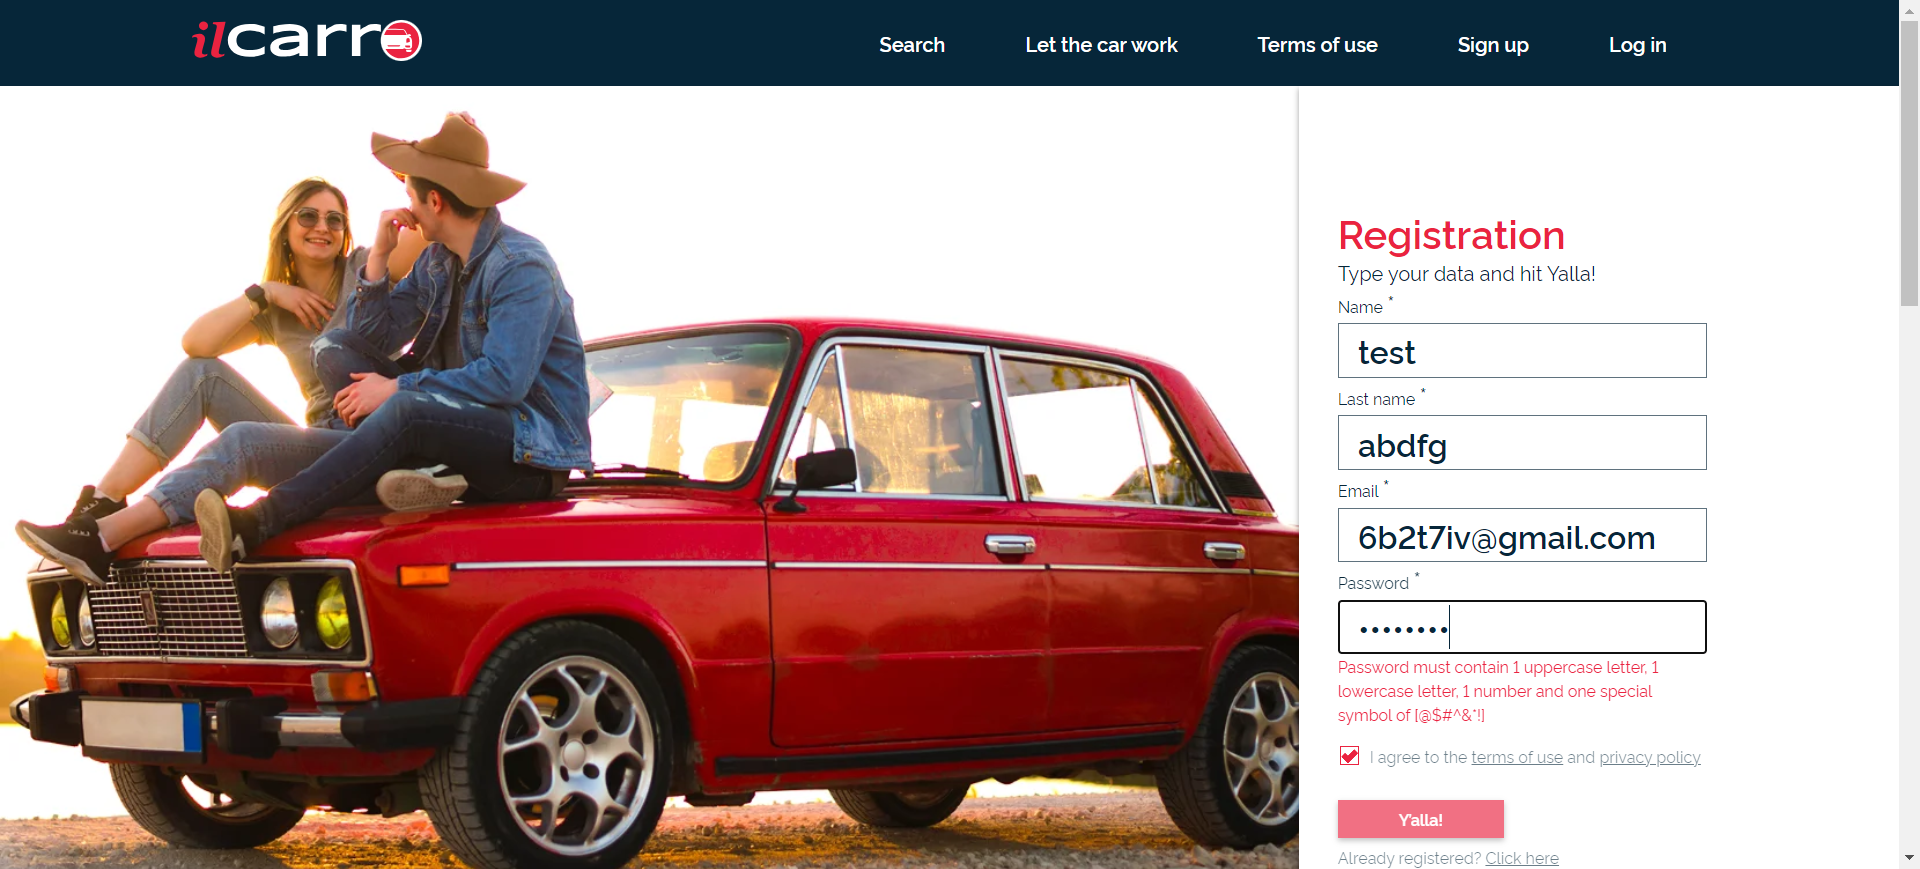 ilcarro
Search Let the car work Terms of use Sign up Log in
Registration
Type your data and hit Yalla!
Name *
test
Last name *
abdfg
Email *
6b2t7iv@gmail.com
Password *
••••••••
Password must contain 1 uppercase letter, 1
lowercase letter, 1 number and one special
symbol of [@$#^&*!]
I agree to the terms of use and privacy policy
Y'alla!
Already registered? Click here